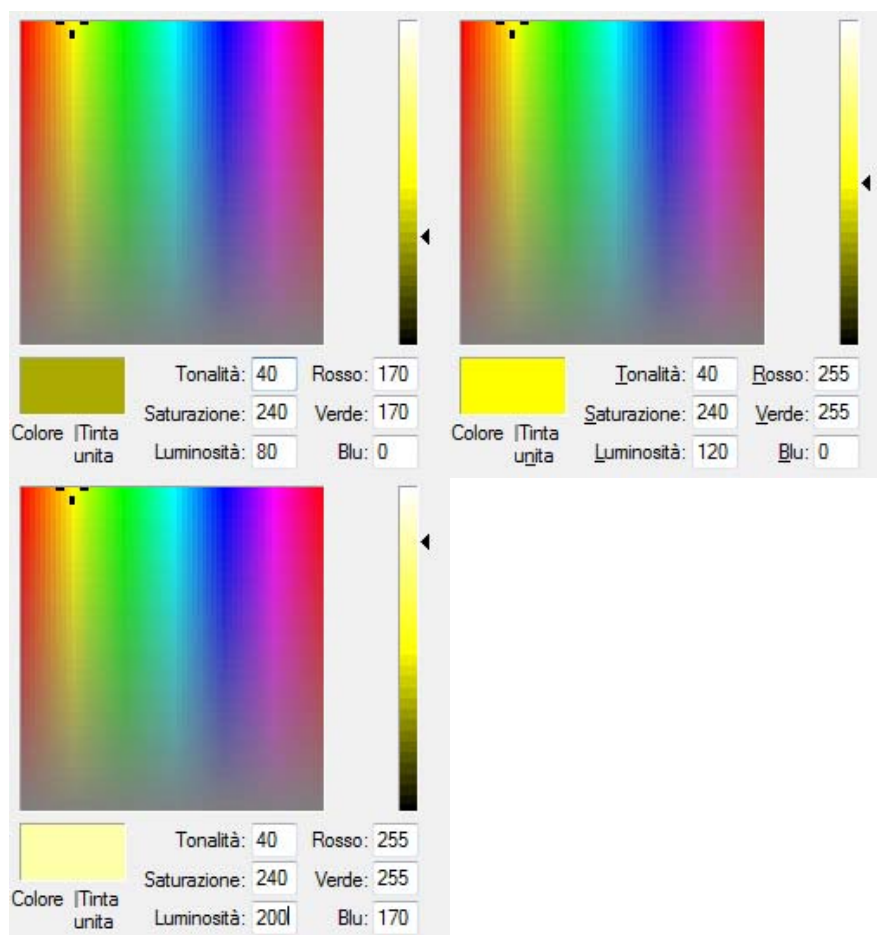 Tonalità: 40 Rosso: 170
Saturazione: 240 Verde: 170
Colore |Tinta
unita
Luminosità: 80 Blu: 0
Tonalità: 40 Rosso: 255
Saturazione: 240 Verde: 255
Colore |Tinta
unita
Luminosità: 120 Blu: 0
Tonalità: 40 Rosso: 255
Saturazione: 240 Verde: 255
Colore |Tinta
unita
Luminosità: 200 Blu: 170